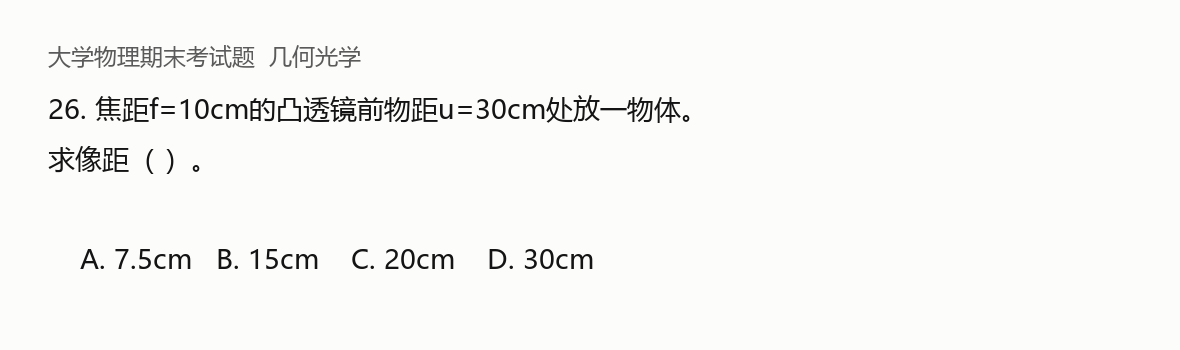 大学物理期末考试题 几何光学
26. 焦距f=10cm的凸透镜前物距u=30cm处放一物体。
求像距（ ）。
A. 7.5cm B. 15cm C. 20cm D. 30cm